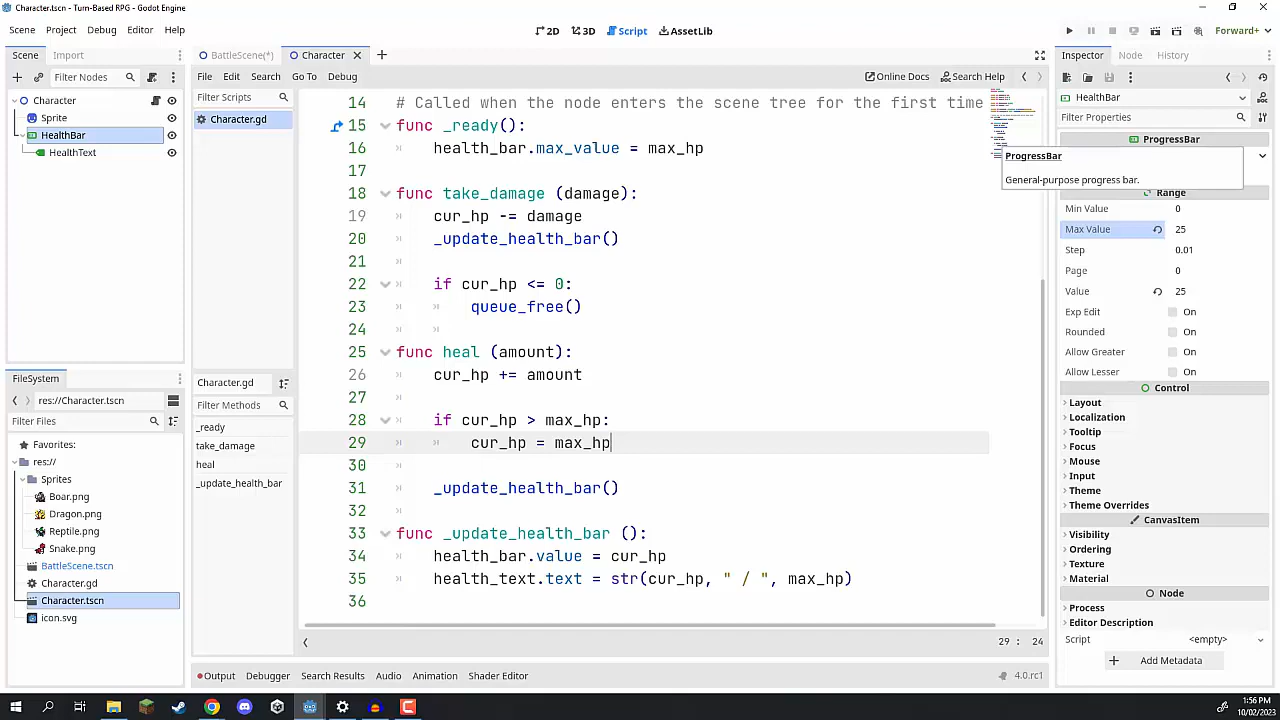 Character.tscn - Turn-Based RPG - Godot Engine
Scene Project Debug Editor Help
2D 3D Script AssetLib
Forward+
Scene Import
Filter Nodes
Character
Sprite
HealthBar
HealthText
BattleScene(*) Character
File Edit Search Go To Debug
Online Docs Search Help
Filter Scripts
Character.gd
Character.gd
Filter Methods
_ready
take_damage
heal
_update_health_bar
14 # Called when the node enters the scene tree for the first time
15 func _ready():
16 health_bar.max_value = max_hp
17
18 func take_damage (damage):
19 cur_hp -= damage
20 _update_health_bar()
21
22 if cur_hp <= 0:
23 queue_free()
24
25 func heal (amount):
26 cur_hp += amount
27
28 if cur_hp > max_hp:
29 cur_hp = max_hp
30
31 _update_health_bar()
32
33 func _update_health_bar ():
34 health_bar.value = cur_hp
35 health_text.text = str(cur_hp, " / ", max_hp)
36
29 : 24
Output Debugger Search Results Audio Animation Shader Editor
4.0.rc1
FileSystem
res://Character.tscn
Filter Files
Favorites:
res://
Sprites
Boar.png
Dragon.png
Reptile.png
Snake.png
BattleScene.tscn
Character.gd
Character.tscn
icon.svg
Inspector Node History
HealthBar
Filter Properties
ProgressBar
ProgressBar
General-purpose progress bar.
Range
Min Value 0
Max Value 25
Step 0.01
Page 0
Value 25
Exp Edit On
Rounded On
Allow Greater On
Allow Lesser On
Control
Layout
Localization
Tooltip
Focus
Mouse
Input
Theme
Theme Overrides
CanvasItem
Visibility
Ordering
Texture
Material
Node
Process
Editor Description
Script <empty>
Add Metadata
1:56 PM
10/02/2023